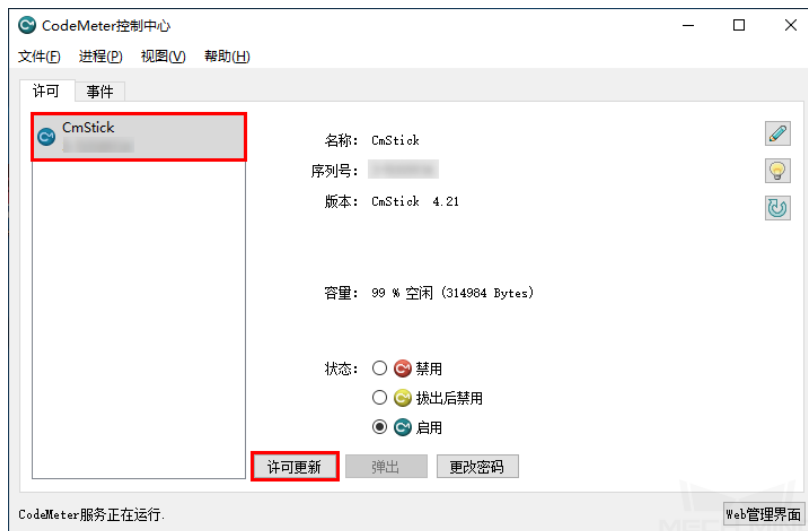 CodeMeter控制中心
文件(F) 进程(P) 视图(V) 帮助(H)
许可 事件
CmStick
名称: CmStick
序列号:
版本: CmStick 4.21
容量: 99 % 空闲 (314984 Bytes)
状态: 禁用
拔出后禁用
启用
许可更新 弹出 更改密码
CodeMeter服务正在运行.
Web管理界面